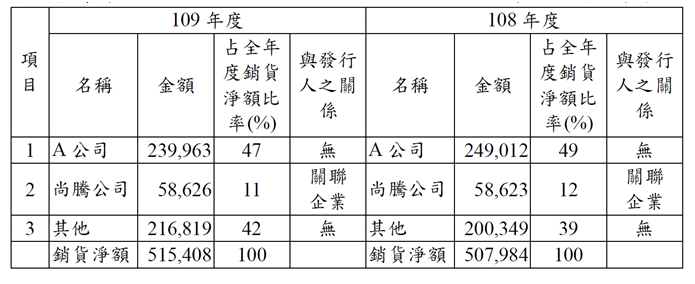 項目 109 年度 108 年度
名稱 金額 占全年度銷貨淨額比率(%) 與發行人之關係 名稱 金額 占全年度銷貨淨額比率(%) 與發行人之關係
1 A 公司 239,963 47 無 A 公司 249,012 49 無
2 尚騰公司 58,626 11 關聯企業 尚騰公司 58,623 12 關聯企業
3 其他 216,819 42 無 其他 200,349 39 無
銷貨淨額 515,408 100 銷貨淨額 507,984 100